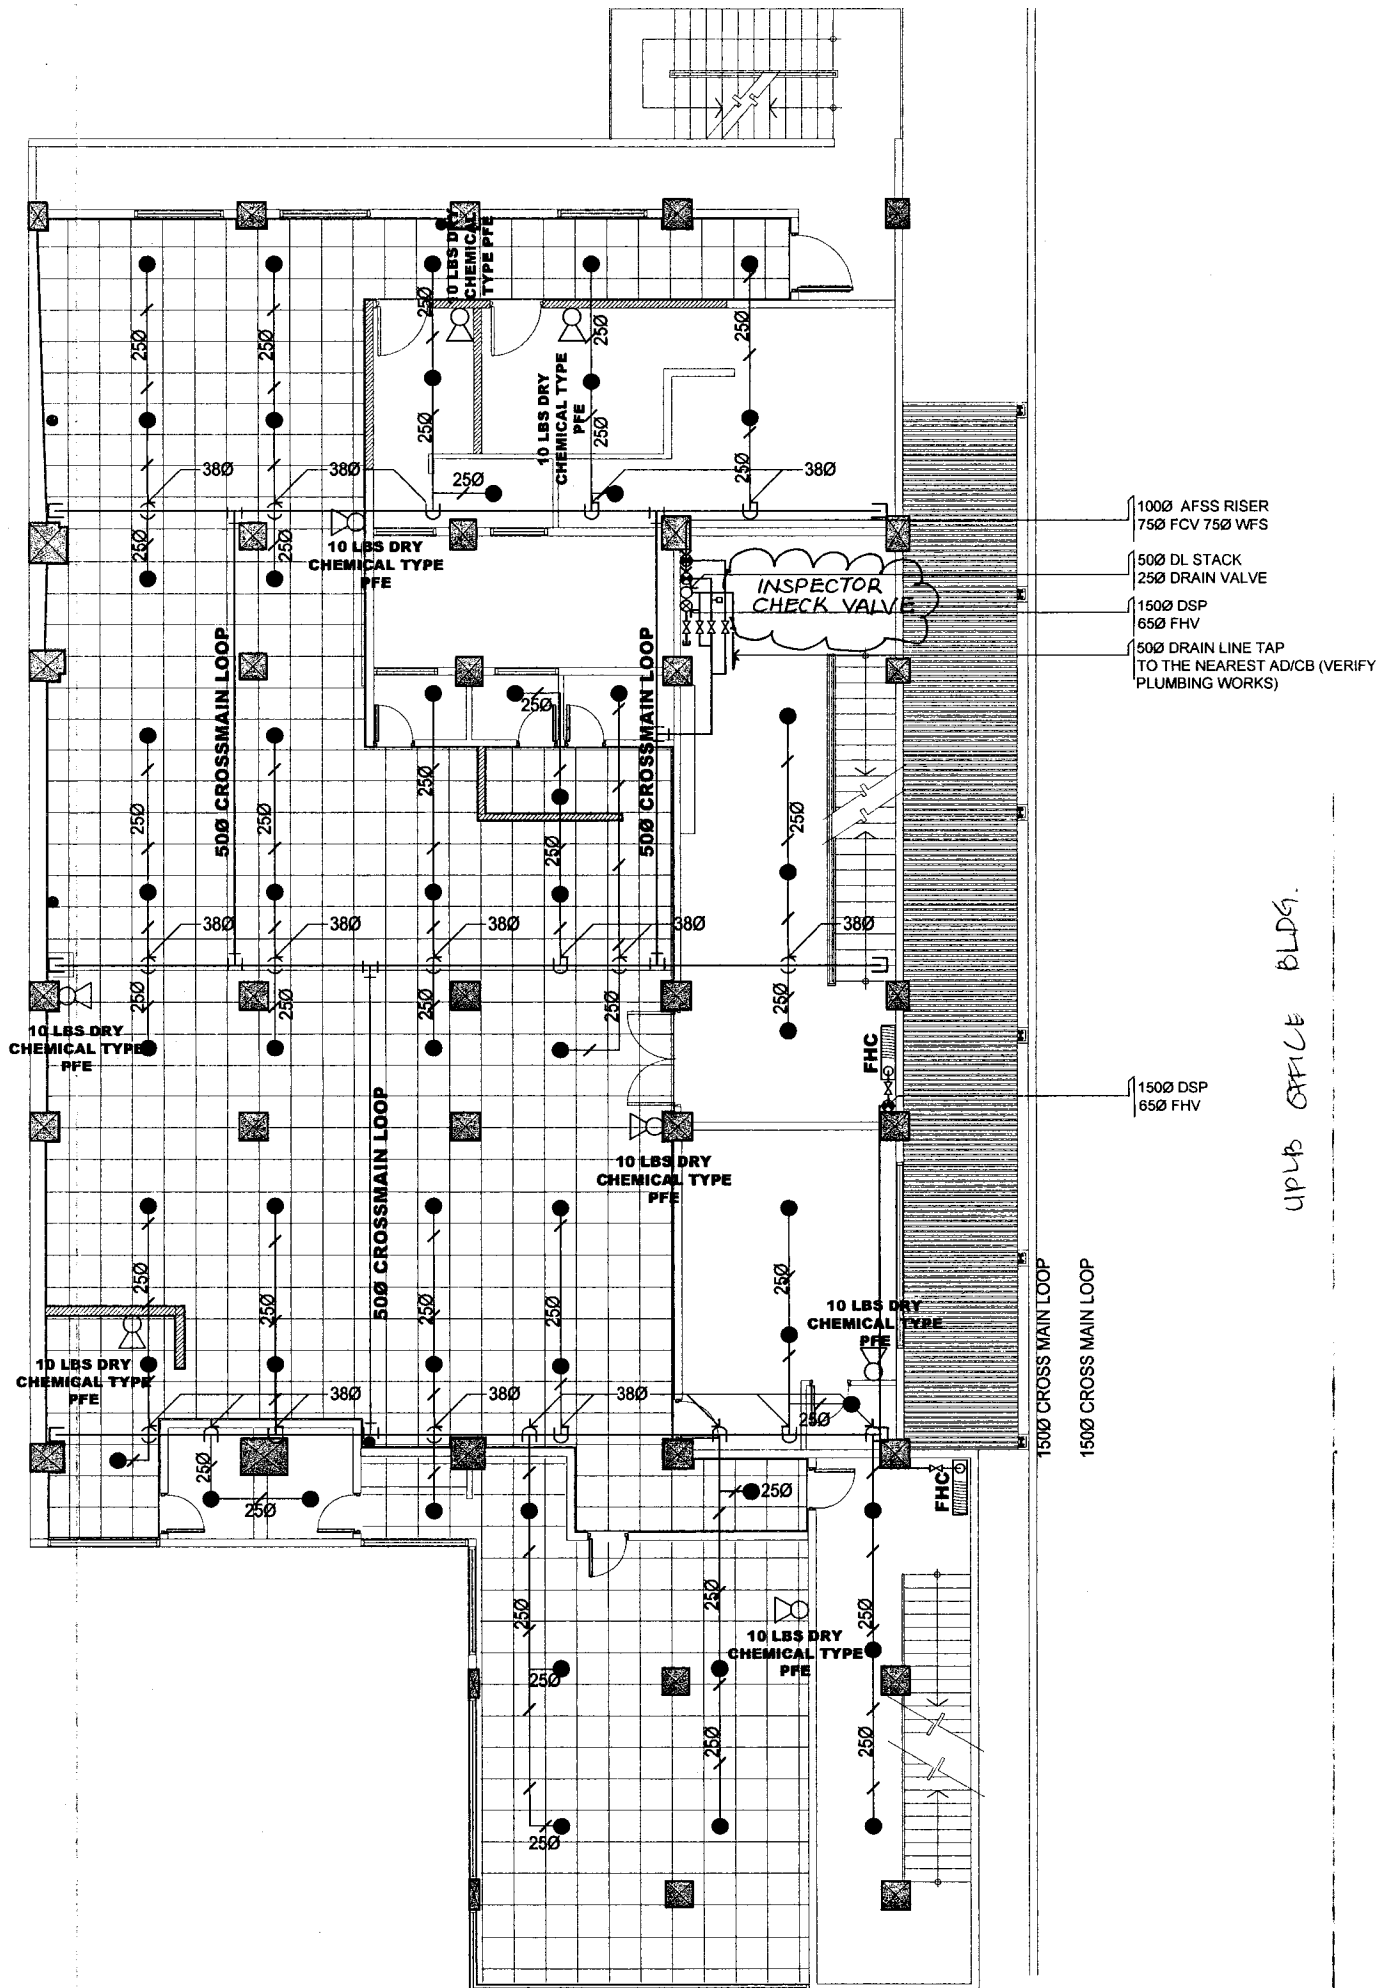 10 LBS DRY
CHEMICAL
TYPE PFE
25Ø
25Ø
25Ø
25Ø
25Ø
10 LBS DRY
CHEMICAL TYPE
PFE
25Ø
25Ø
25Ø
38Ø
38Ø
25Ø
38Ø
25Ø
25Ø
10 LBS DRY
CHEMICAL TYPE
PFE
100Ø AFSS RISER
75Ø FCV 75Ø WFS
50Ø DL STACK
25Ø DRAIN VALVE
150Ø DSP
65Ø FHV
50Ø DRAIN LINE TAP
TO THE NEAREST AD/CB (VERIFY
PLUMBING WORKS)
INSPECTOR
CHECK VALVE
50Ø CROSSMAIN LOOP
50Ø CROSSMAIN LOOP
25Ø
25Ø
25Ø
25Ø
25Ø
25Ø
25Ø
38Ø
38Ø
38Ø
38Ø
38Ø
25Ø
25Ø
25Ø
25Ø
10 LBS DRY
CHEMICAL TYPE
PFE
FHC
150Ø DSP
65Ø FHV
UPLB OFFICE BLDG.
50Ø CROSSMAIN LOOP
10 LBS DRY
CHEMICAL TYPE
PFE
25Ø
25Ø
25Ø
25Ø
25Ø
10 LBS DRY
CHEMICAL TYPE
PFE
150Ø CROSS MAIN LOOP
150Ø CROSS MAIN LOOP
10 LBS DRY
CHEMICAL TYPE
PFE
38Ø
38Ø
38Ø
25Ø
25Ø
25Ø
25Ø
FHC
25Ø
25Ø
25Ø
10 LBS DRY
CHEMICAL TYPE
PFE
25Ø
25Ø
25Ø
25Ø